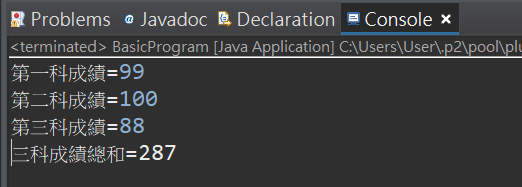 Problems @ Javadoc Declaration Console ×
<terminated> BasicProgram [Java Application] C:\Users\User\.p2\pool\plu
第一科成績=99
第二科成績=100
第三科成績=88
三科成績總和=287